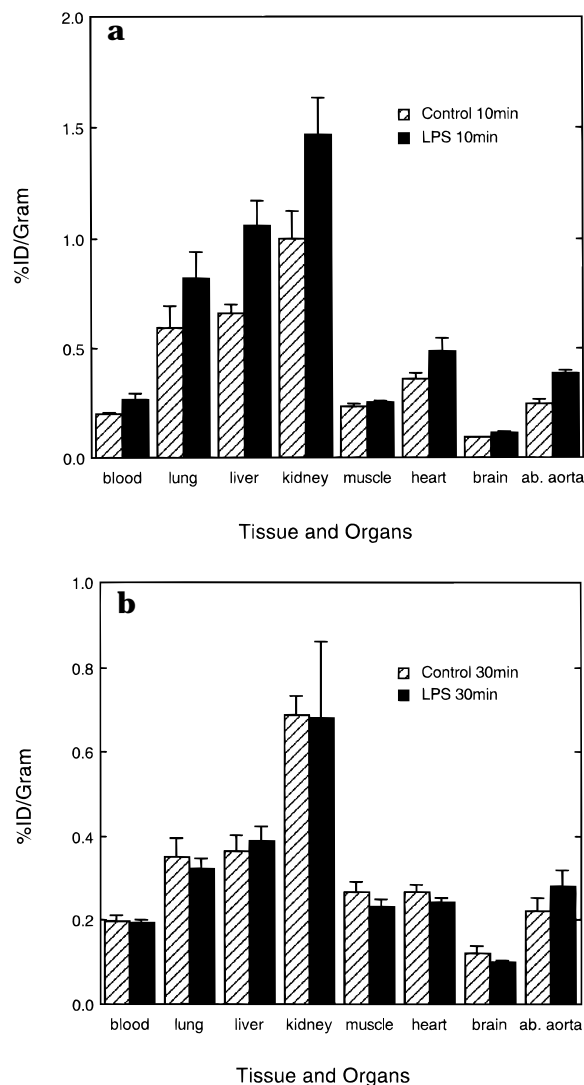 a
2.0
1.5
1.0
0.5
0.0
%ID/Gram
Control 10min
LPS 10min
blood lung liver kidney muscle heart brain ab. aorta
Tissue and Organs
b
1.0
0.8
0.6
0.4
0.2
0.0
%ID/Gram
Control 30min
LPS 30min
blood lung liver kidney muscle heart brain ab. aorta
Tissue and Organs